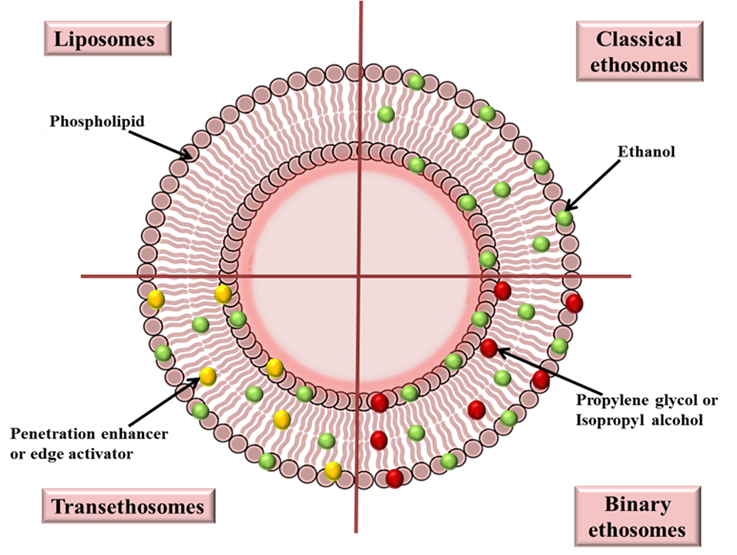 Liposomes
Classical
ethosomes
Phospholipid
Ethanol
Propylene glycol or
Isopropyl alcohol
Penetration enhancer
or edge activator
Transethosomes
Binary
ethosomes